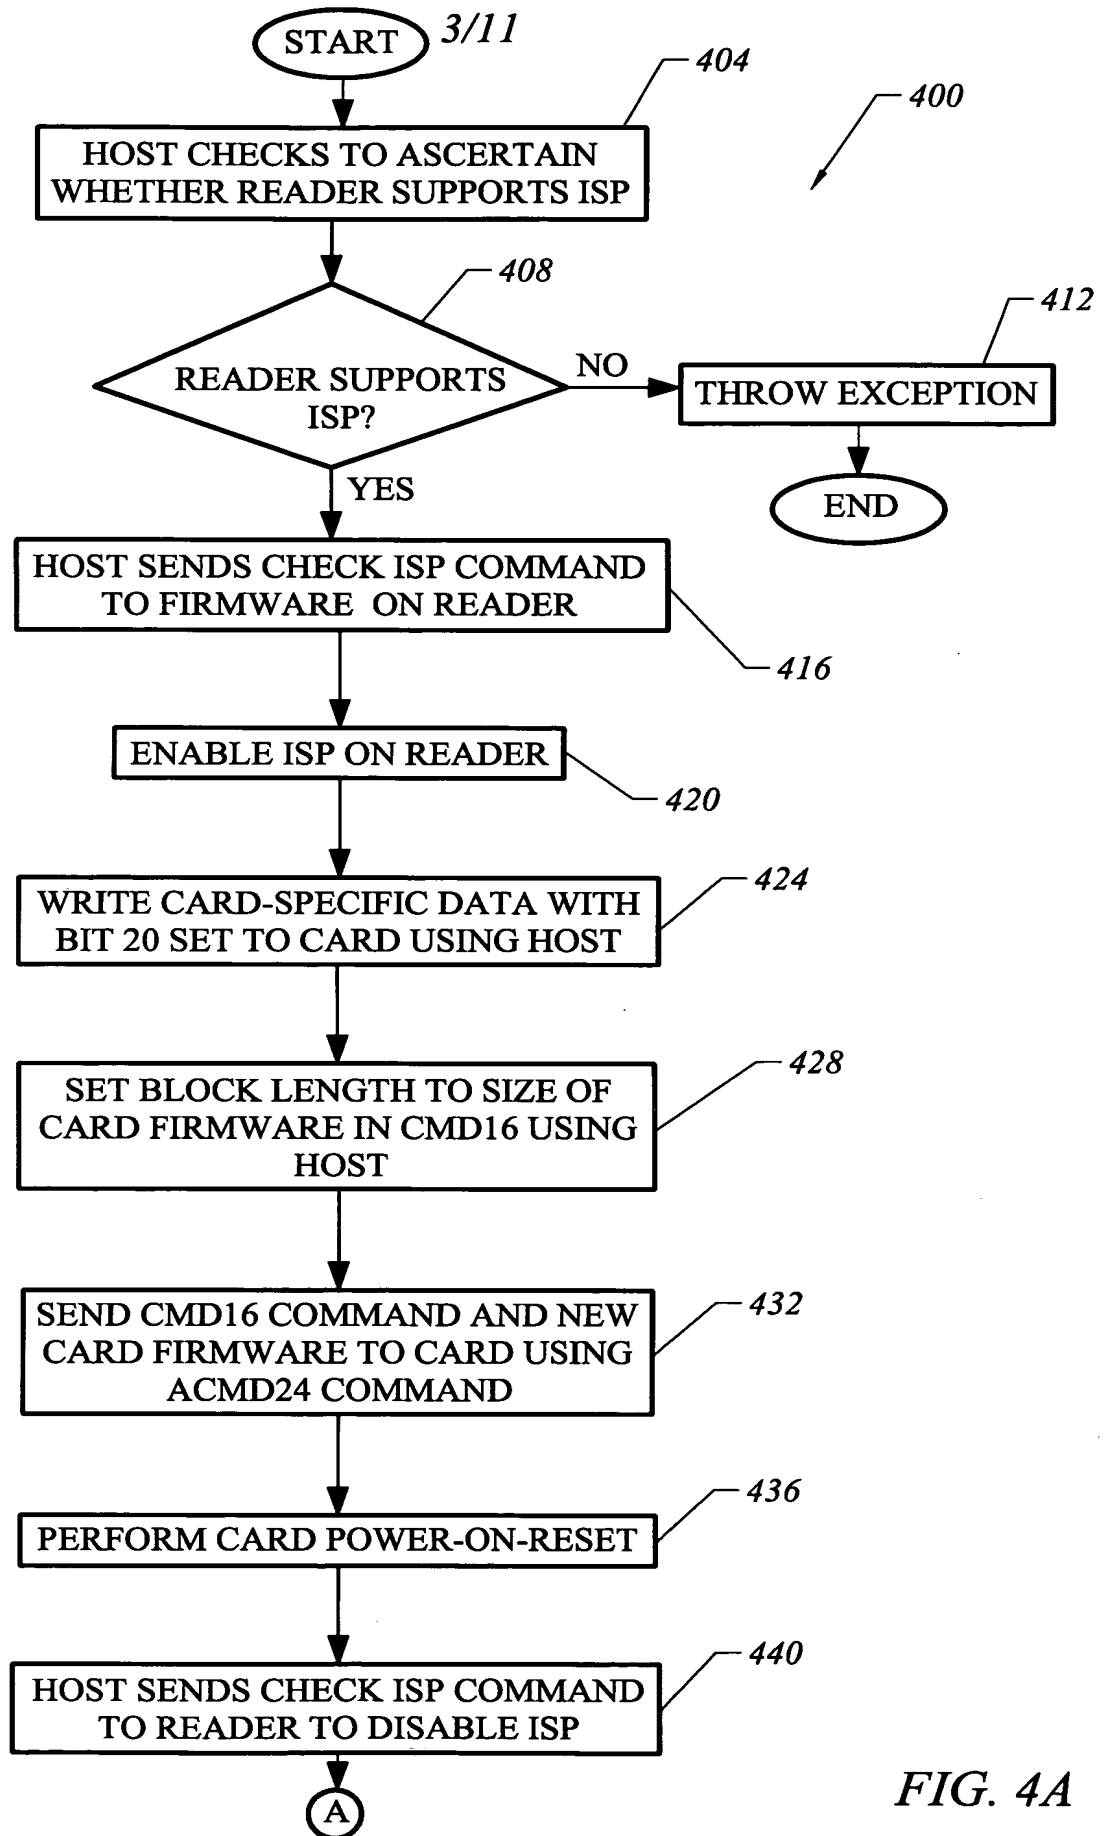 START
3/11
404
400
HOST CHECKS TO ASCERTAIN
WHETHER READER SUPPORTS ISP
408
412
READER SUPPORTS
ISP?
NO
THROW EXCEPTION
YES
END
HOST SENDS CHECK ISP COMMAND
TO FIRMWARE ON READER
416
ENABLE ISP ON READER
420
424
WRITE CARD-SPECIFIC DATA WITH
BIT 20 SET TO CARD USING HOST
428
SET BLOCK LENGTH TO SIZE OF
CARD FIRMWARE IN CMD16 USING
HOST
432
SEND CMD16 COMMAND AND NEW
CARD FIRMWARE TO CARD USING
ACMD24 COMMAND
436
PERFORM CARD POWER-ON-RESET
440
HOST SENDS CHECK ISP COMMAND
TO READER TO DISABLE ISP
A
FIG. 4A